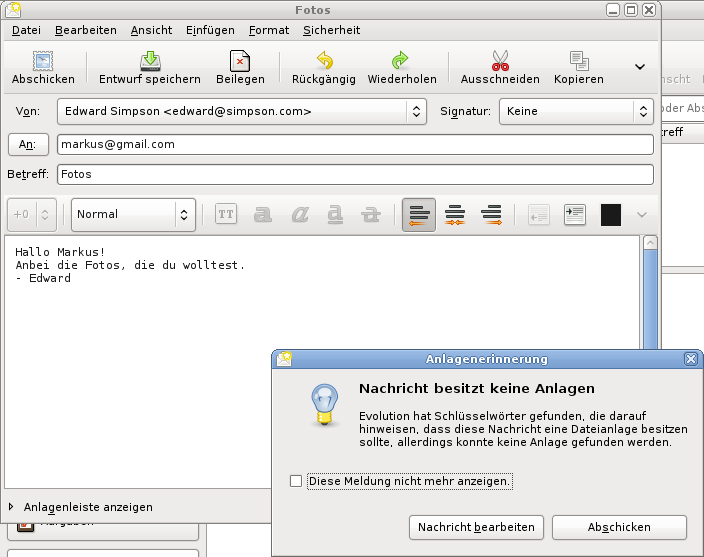 Fotos
Datei Bearbeiten Ansicht Einfügen Format Sicherheit
Abschicken Entwurf speichern Beilegen Rückgängig Wiederholen Ausschneiden Kopieren
Von: Edward Simpson <edward@simpson.com> Signatur: Keine
oder Abs
An: markus@gmail.com
Betreff: Fotos
+0 Normal TT a a a a
Hallo Markus!
Anbei die Fotos, die du wolltest.
- Edward
Anlagenerinnerung
Nachricht besitzt keine Anlagen
Evolution hat Schlüsselwörter gefunden, die darauf
hinweisen, dass diese Nachricht eine Dateianlage besitzen
sollte, allerdings konnte keine Anlage gefunden werden.
Diese Meldung nicht mehr anzeigen.
Anlagenleiste anzeigen
Nachricht bearbeiten Abschicken